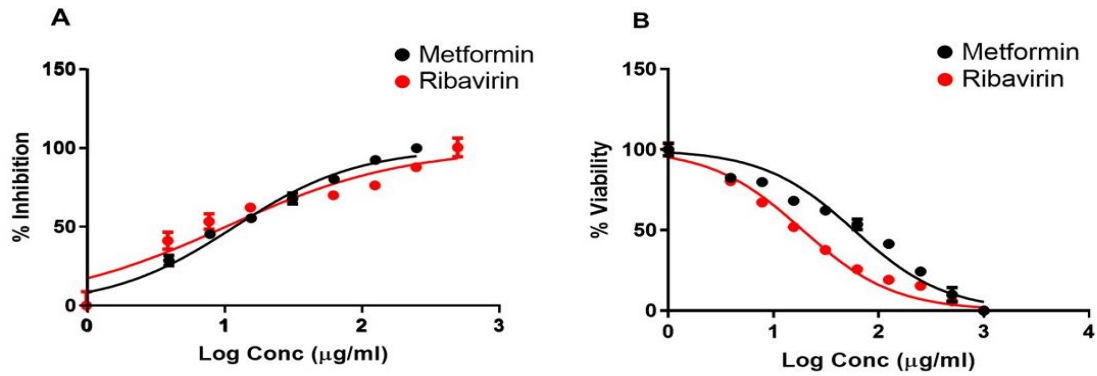 A
Metformin
Ribavirin
150
100
50
0
% Inhibition
0
1
2
3
Log Conc (μg/ml)
B
Metformin
Ribavirin
150
100
50
0
% Viability
0
1
2
3
4
Log Conc (μg/ml)